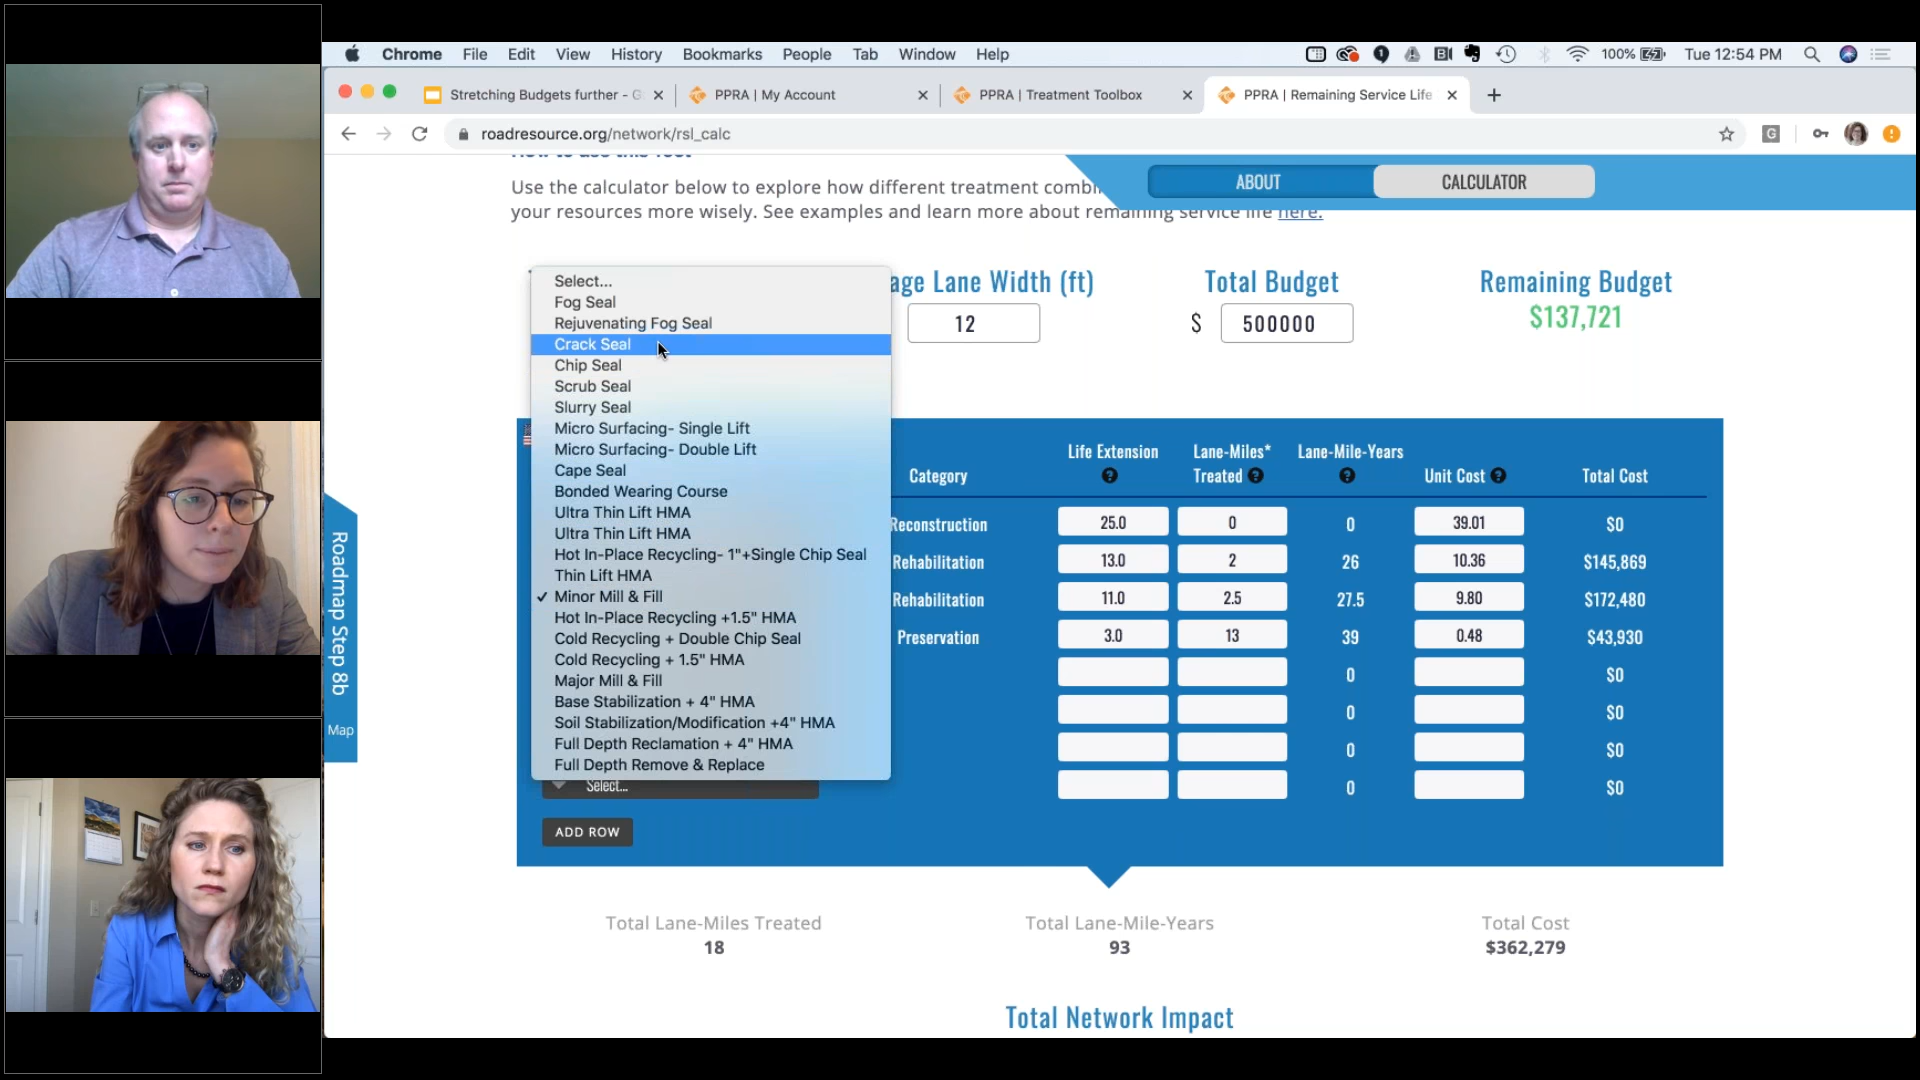 Chrome File Edit View History Bookmarks People Tab Window Help 100% Tue 12:54 PM
Stretching Budgets further - G
PPRA | My Account
PPRA | Treatment Toolbox
PPRA | Remaining Service Life
roadresource.org/network/rsl_calc
ABOUT
CALCULATOR
Use the calculator below to explore how different treatment combi
your resources more wisely. See examples and learn more about remaining service life here.
age Lane Width (ft)
12
Total Budget
$ 500000
Remaining Budget
$137,721
Select...
Fog Seal
Rejuvenating Fog Seal
Crack Seal
Chip Seal
Scrub Seal
Slurry Seal
Micro Surfacing- Single Lift
Micro Surfacing- Double Lift
Cape Seal
Bonded Wearing Course
Ultra Thin Lift HMA
Ultra Thin Lift HMA
Hot In-Place Recycling- 1"+Single Chip Seal
Thin Lift HMA
✓ Minor Mill & Fill
Hot In-Place Recycling +1.5" HMA
Cold Recycling + Double Chip Seal
Cold Recycling + 1.5" HMA
Major Mill & Fill
Base Stabilization + 4" HMA
Soil Stabilization/Modification +4" HMA
Full Depth Reclamation + 4" HMA
Full Depth Remove & Replace
Select...
ADD ROW
Category Life Extension Lane-Miles* Treated Lane-Mile-Years Unit Cost Total Cost
Reconstruction 25.0 0 0 39.01 $0
Rehabilitation 13.0 2 26 10.36 $145,869
Rehabilitation 11.0 2.5 27.5 9.80 $172,480
Preservation 3.0 13 39 0.48 $43,930
0 $0
0 $0
0 $0
0 $0
Roadmap Step 8b
Map
Total Lane-Miles Treated
18
Total Lane-Mile-Years
93
Total Cost
$362,279
Total Network Impact